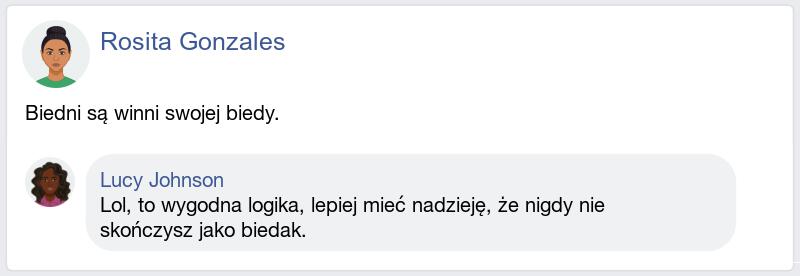 Rosita Gonzales
Biedni są winni swojej biedy.
Lucy Johnson
Lol, to wygodna logika, lepiej mieć nadzieję, że nigdy nie
skończysz jako biedak.